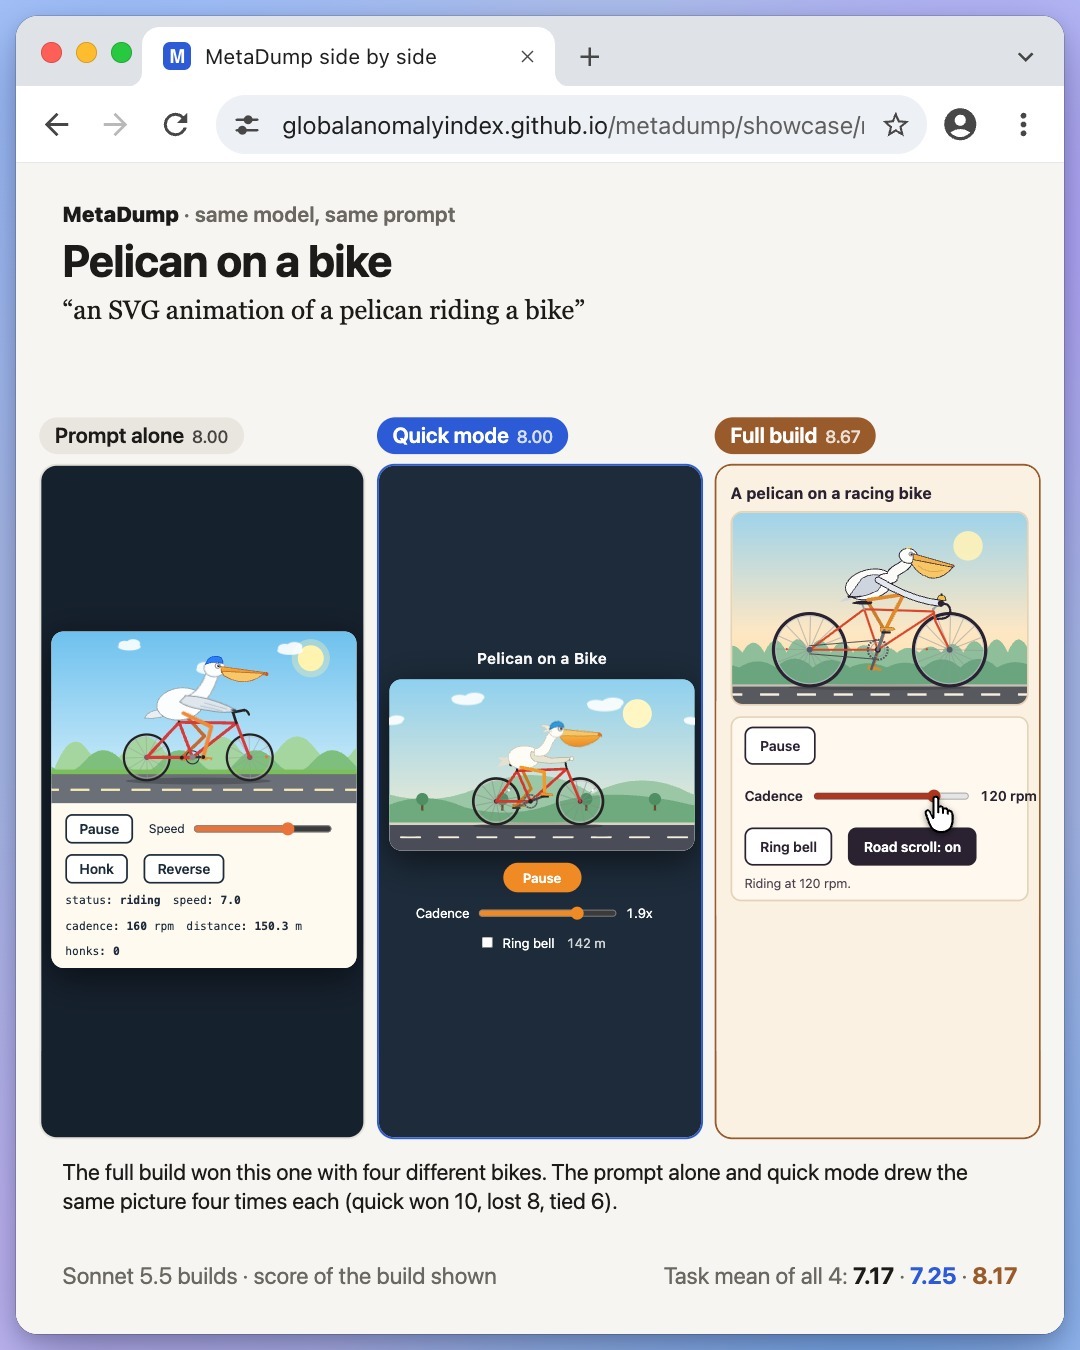 M MetaDump side by side
globalanomalyindex.github.io/metadump/showcase/
MetaDump · same model, same prompt
Pelican on a bike
“an SVG animation of a pelican riding a bike”
Prompt alone 8.00
Pause Speed
Honk Reverse
status: riding speed: 7.0
cadence: 160 rpm distance: 150.3 m
honks: 0
Quick mode 8.00
Pelican on a Bike
Pause
Cadence 1.9x
Ring bell 142 m
Full build 8.67
A pelican on a racing bike
Pause
Cadence 120 rpm
Ring bell Road scroll: on
Riding at 120 rpm.
The full build won this one with four different bikes. The prompt alone and quick mode drew the
same picture four times each (quick won 10, lost 8, tied 6).
Sonnet 5.5 builds · score of the build shown
Task mean of all 4: 7.17 · 7.25 · 8.17